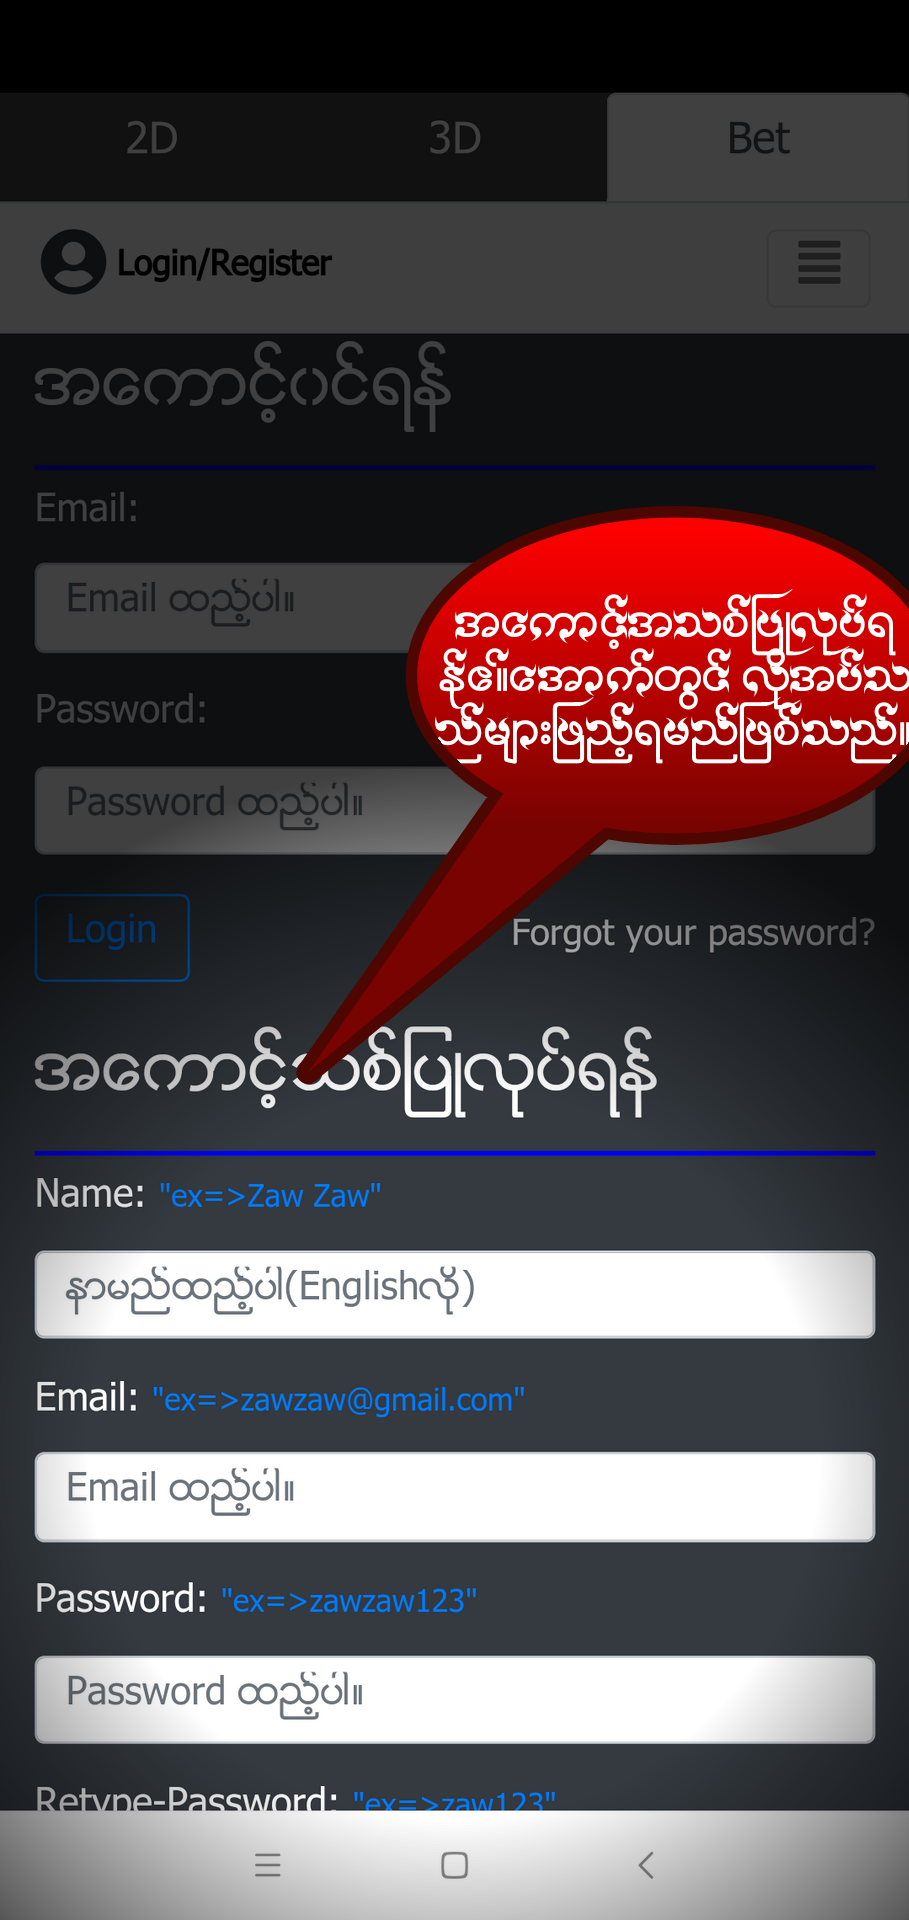 2D 3D Bet
Login/Register
အကောင့်ဝင်ရန်
Email:
Email ထည့်ပါ။
Password:
Password ထည့်ပါ။
အကောင့်အသစ်ပြုလုပ်ရ
န်၏။အောက်တွင် လိုအပ်သ
ည်များဖြည့်ရမည်ဖြစ်သည်။
Login
Forgot your password?
အကောင့်သစ်ပြုလုပ်ရန်
Name: "ex=>Zaw Zaw"
နာမည်ထည့်ပါ(Englishလို)
Email: "ex=>zawzaw@gmail.com"
Email ထည့်ပါ။
Password: "ex=>zawzaw123"
Password ထည့်ပါ။
Retype-Password: "ex=>zaw123"